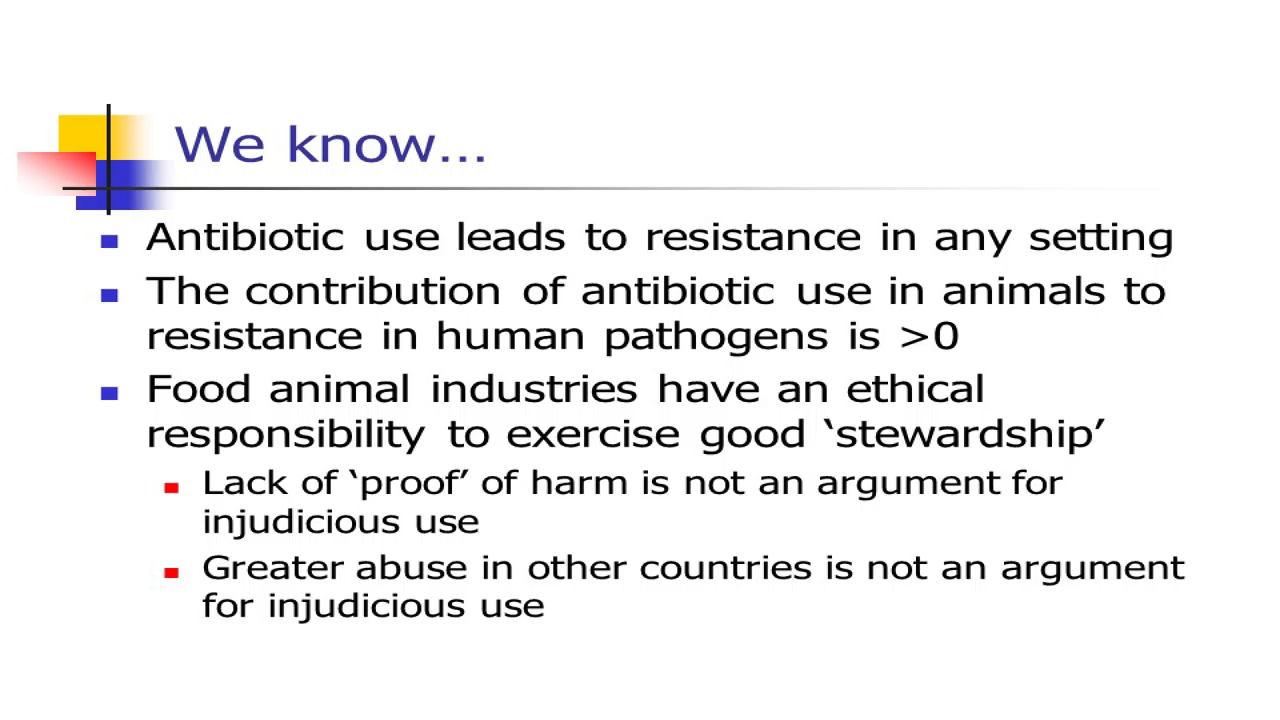 We know...
Antibiotic use leads to resistance in any setting
The contribution of antibiotic use in animals to
resistance in human pathogens is >0
Food animal industries have an ethical
responsibility to exercise good ‘stewardship’
Lack of ‘proof’ of harm is not an argument for
injudicious use
Greater abuse in other countries is not an argument
for injudicious use